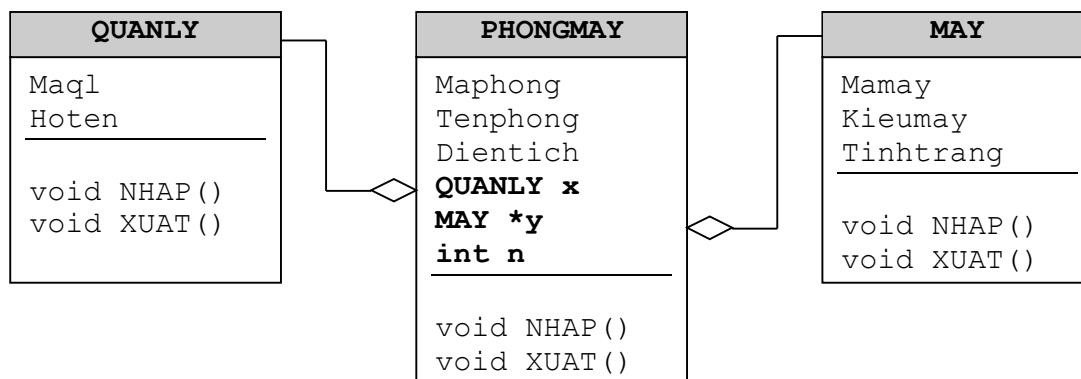 QUANLY
Maql
Hoten
void NHAP()
void XUAT()
PHONGMAY
Maphong
Tenphong
Dientich
QUANLY x
MAY *y
int n
void NHAP()
void XUAT()
MAY
Mamay
Kieumay
Tinhtrang
void NHAP()
void XUAT()